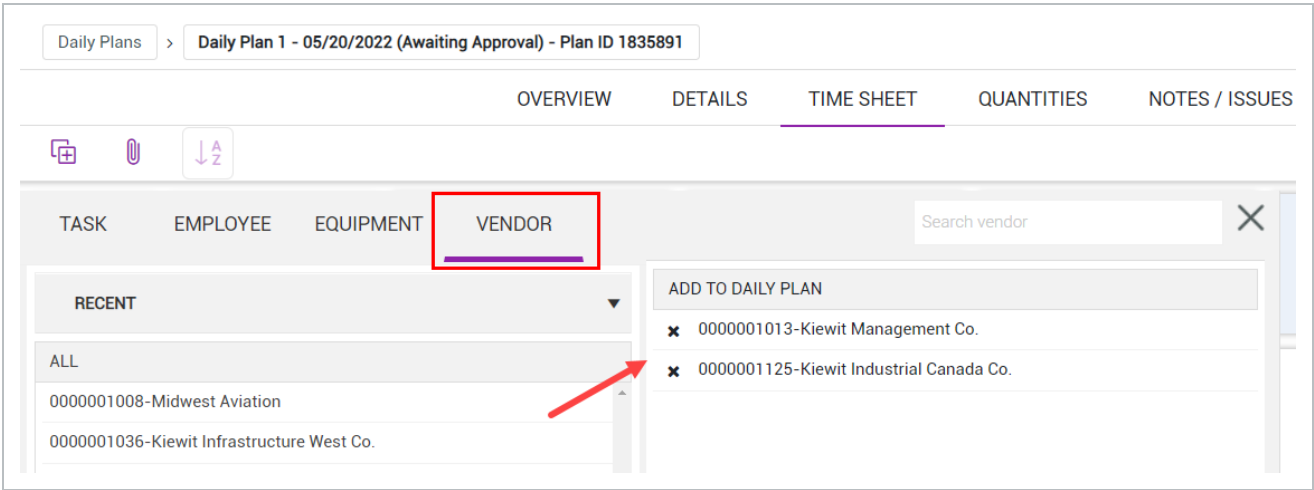 Daily Plans > Daily Plan 1 - 05/20/2022 (Awaiting Approval) - Plan ID 1835891
OVERVIEW DETAILS TIME SHEET QUANTITIES NOTES / ISSUES
A
Z
TASK EMPLOYEE EQUIPMENT VENDOR Search vendor
RECENT
ALL
0000001008-Midwest Aviation
0000001036-Kiewit Infrastructure West Co.
ADD TO DAILY PLAN
0000001013-Kiewit Management Co.
0000001125-Kiewit Industrial Canada Co.